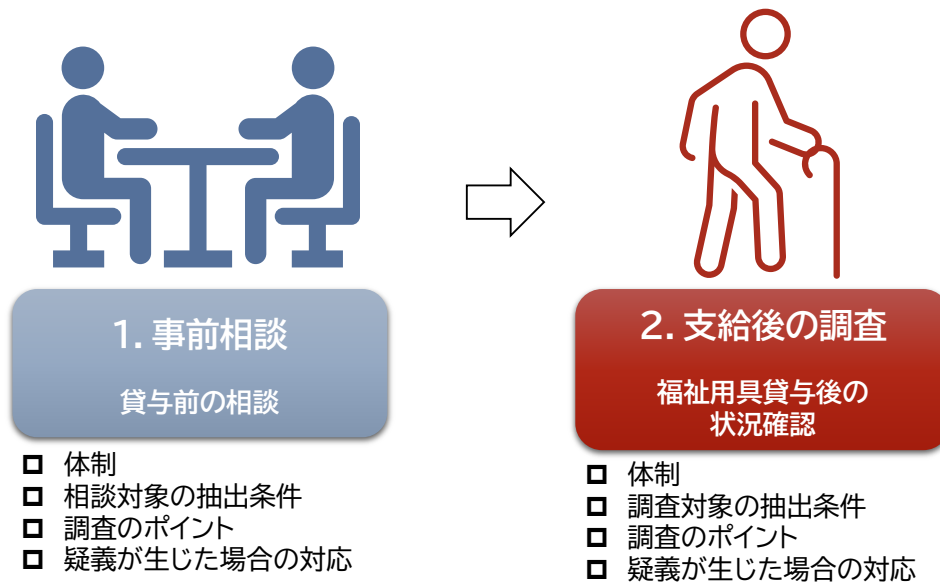 1. 事前相談
貸与前の相談
体制
相談対象の抽出条件
調査のポイント
疑義が生じた場合の対応
2. 支給後の調査
福祉用具貸与後の
状況確認
体制
調査対象の抽出条件
調査のポイント
疑義が生じた場合の対応